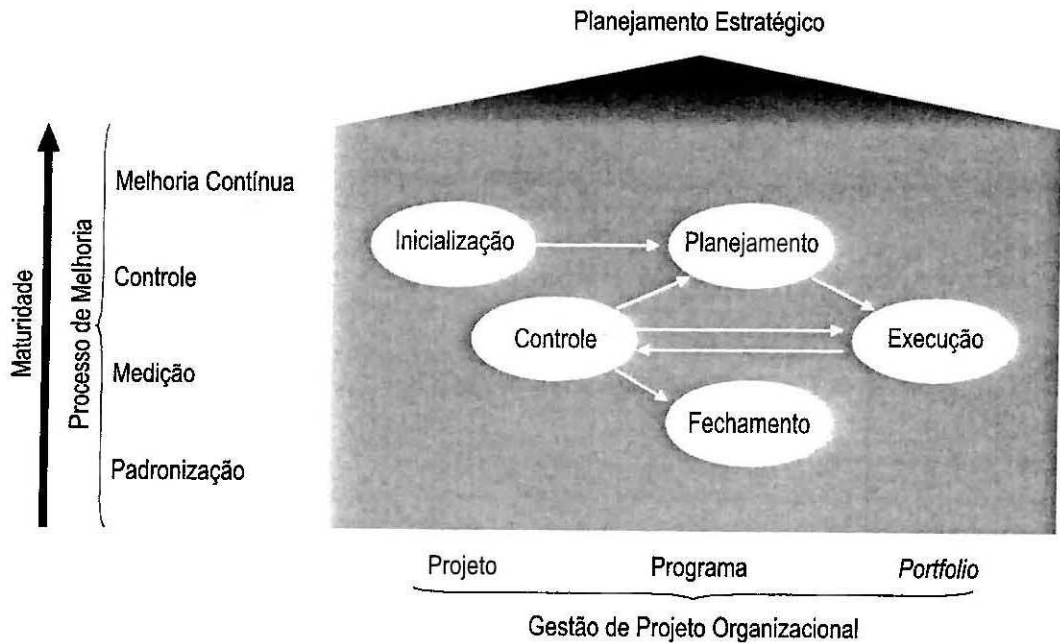 Planejamento Estratégico
Maturidade
Processo de Melhoria
Melhoria Contínua
Controle
Medição
Padronização
Inicialização
Planejamento
Controle
Execução
Fechamento
Projeto
Programa
Portfolio
Gestão de Projeto Organizacional